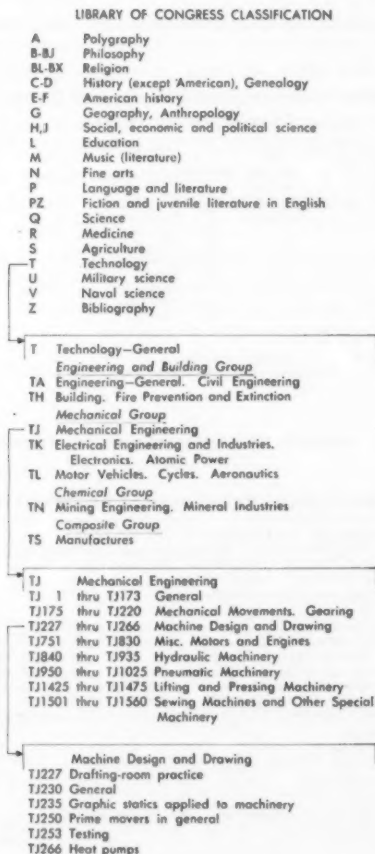 LIBRARY OF CONGRESS CLASSIFICATION
A Polygraphy
B-BJ Philosophy
BL-BX Religion
C-D History (except American), Genealogy
E-F American history
G Geography, Anthropology
H,J Social, economic and political science
L Education
M Music (literature)
N Fine arts
P Language and literature
PZ Fiction and juvenile literature in English
Q Science
R Medicine
S Agriculture
T Technology
U Military science
V Naval science
Z Bibliography
T Technology—General
Engineering and Building Group
TA Engineering—General. Civil Engineering
TH Building. Fire Prevention and Extinction
Mechanical Group
TJ Mechanical Engineering
TK Electrical Engineering and Industries.
Electronics. Atomic Power
TL Motor Vehicles. Cycles. Aeronautics
Chemical Group
TN Mining Engineering. Mineral Industries
Composite Group
TS Manufactures
TJ Mechanical Engineering
TJ 1 thru TJ173 General
TJ175 thru TJ220 Mechanical Movements. Gearing
TJ227 thru TJ266 Machine Design and Drawing
TJ751 thru TJ830 Misc. Motors and Engines
TJ840 thru TJ935 Hydraulic Machinery
TJ950 thru TJ1025 Pneumatic Machinery
TJ1425 thru TJ1475 Lifting and Pressing Machinery
TJ1501 thru TJ1560 Sewing Machines and Other Special
Machinery
Machine Design and Drawing
TJ227 Drafting-room practice
TJ230 General
TJ235 Graphic statics applied to machinery
TJ250 Prime movers in general
TJ253 Testing
TJ266 Heat pumps